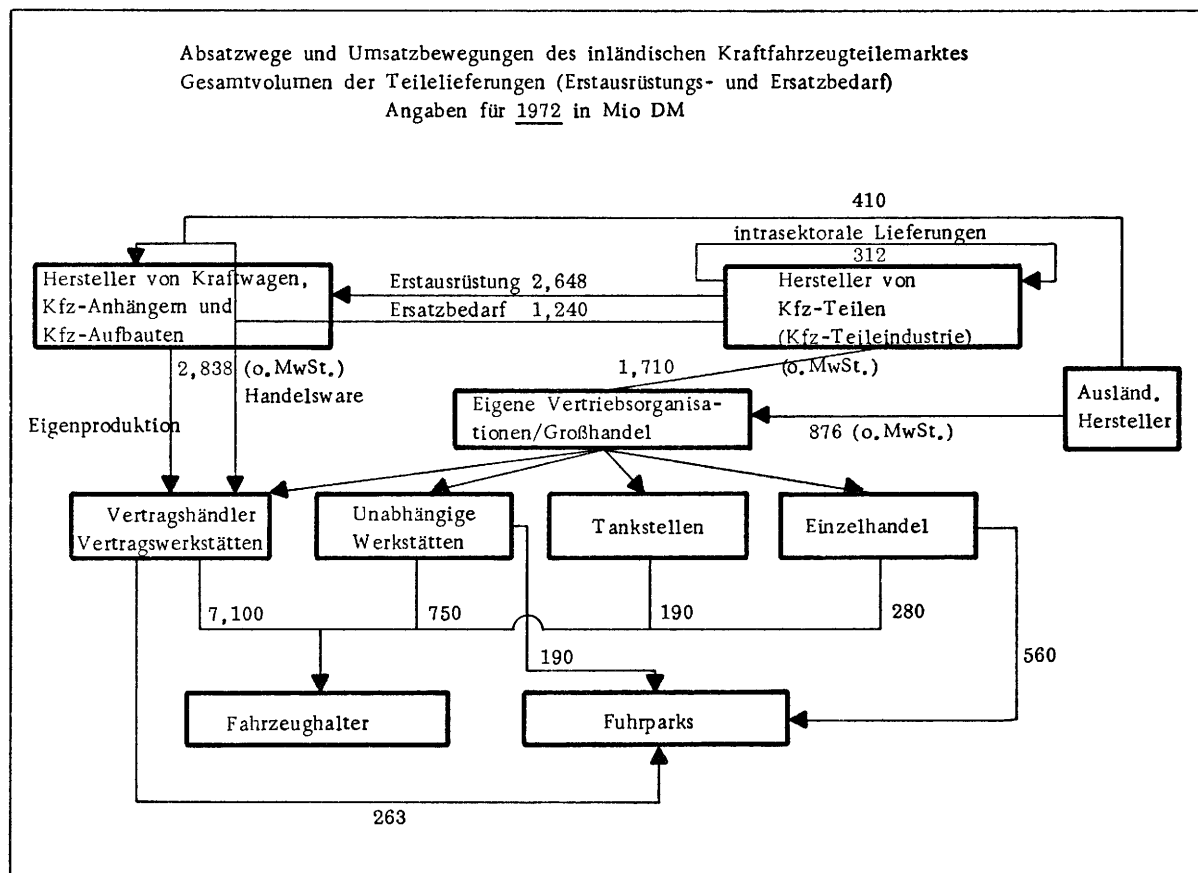 Absatzwege und Umsatzbewegungen des inländischen Kraftfahrzeugteilemarktes
Gesamtvolumen der Teilelieferungen (Erstausrüstungs- und Ersatzbedarf)
Angaben für 1972 in Mio DM
410
intrasektorale Lieferungen
312
Hersteller von Kraftwagen,
Kfz-Anhängern und
Kfz-Aufbauten
Erstausrüstung 2,648
Ersatzbedarf 1,240
Hersteller von
Kfz-Teilen
(Kfz-Teileindustrie)
(o.MwSt.)
2,838 (o.MwSt.)
Handelsware
1,710
Eigenproduktion
Eigene Vertriebsorganisa-
tionen/Großhandel
876 (o.MwSt.)
Ausländ.
Hersteller
Vertragshändler
Vertragswerkstätten
Unabhängige
Werkstätten
Tankstellen
Einzelhandel
7,100
750
190
280
190
560
Fahrzeughalter
Fuhrparks
263